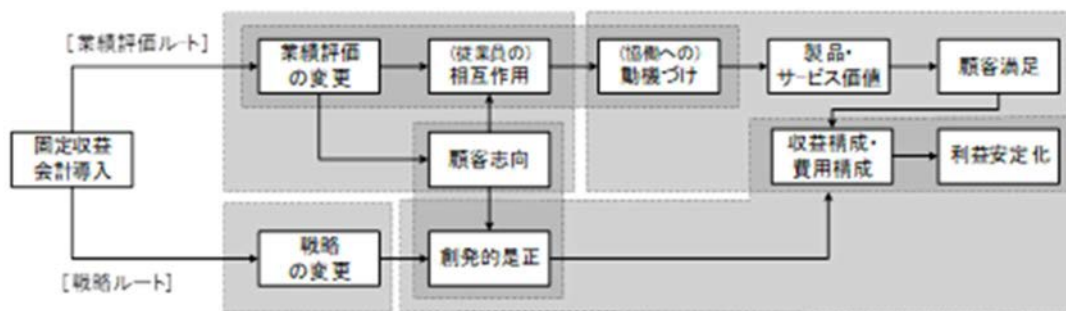 [業績評価ルート]
業績評価
の変更
(従業員の)
相互作用
(協働への)
動機づけ
製品・
サービス価値
顧客満足
固定収益
会計導入
顧客志向
収益構成・
費用構成
利益安定化
戦略
の変更
創発的是正
[戦略ルート]